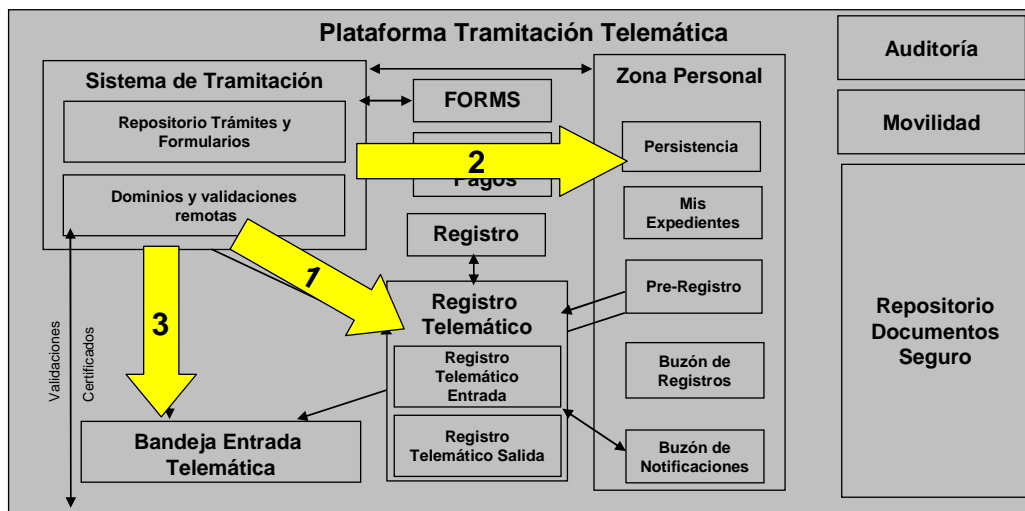 Plataforma Tramitación Telemática
Auditoría
Movilidad
Repositorio
Documentos
Seguro
Sistema de Tramitación
Repositorio Trámites y
Formularios
Dominios y validaciones
remotas
FORMS
2
Pagos
Registro
1
3
Registro
Telemático
Registro
Telemático
Entrada
Registro
Telemático Salida
Zona Personal
Persistencia
Mis
Expedientes
Pre-Registro
Buzón de
Registros
Buzón de
Notificaciones
Validaciones
Certificados
Bandeja Entrada
Telemática